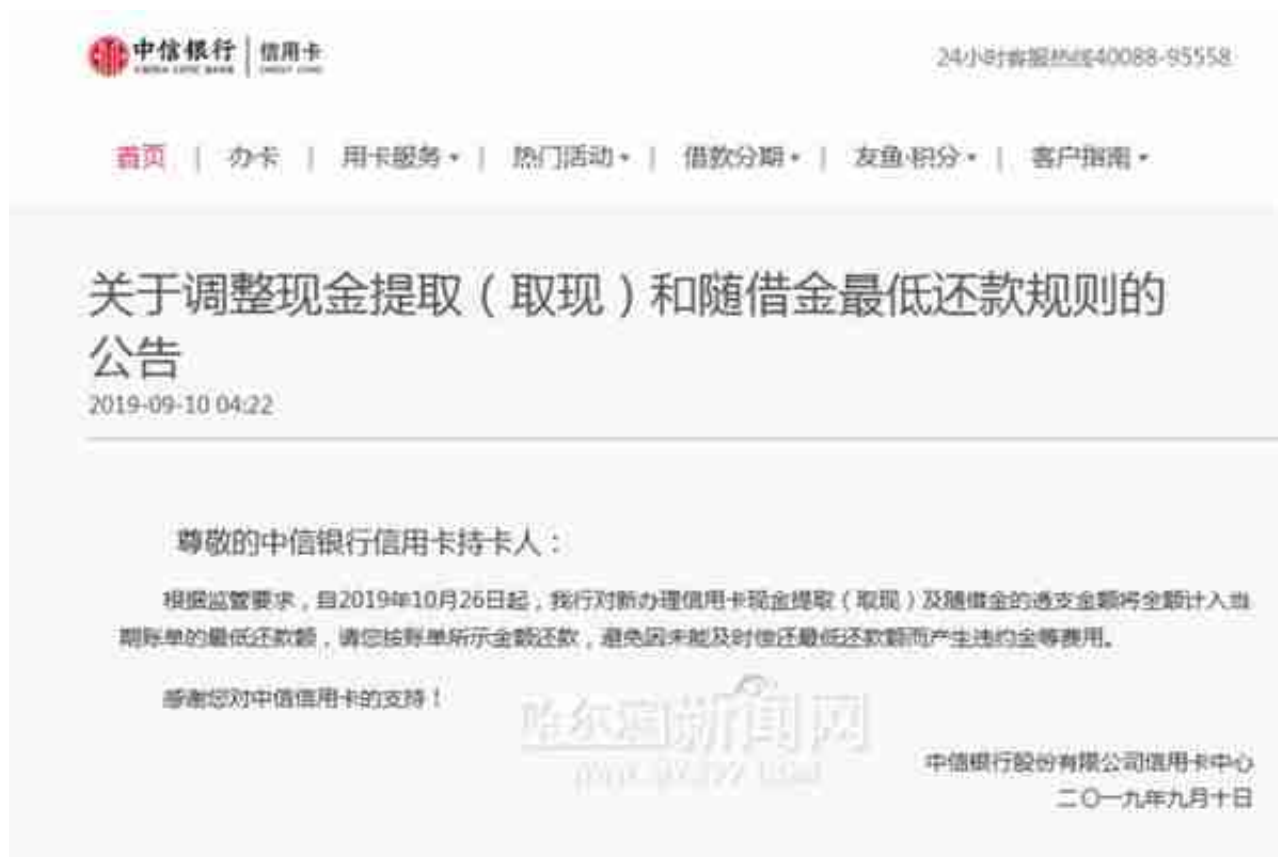 中信银行 信用卡
CHINA CITIC BANK CREDIT CARD
24小时客服热线40088-95558
首页 | 办卡 | 用卡服务 | 热门活动 | 借款分期 | 友鱼·积分 | 客户指南
关于调整现金提取（取现）和随借金最低还款规则的
公告
2019-09-10 04:22
尊敬的中信银行信用卡持卡人：
根据监管要求，自2019年10月26日起，我行对新办理信用卡现金提取（取现）及随借金的透支金额将全额计入当
期账单的最低还款额，请您按账单所示金额还款，避免因未能及时偿还最低还款额而产生违约金等费用。
感谢您对中信信用卡的支持！
哈尔滨新闻网
中信银行股份有限公司信用卡中心
二〇一九年九月十日